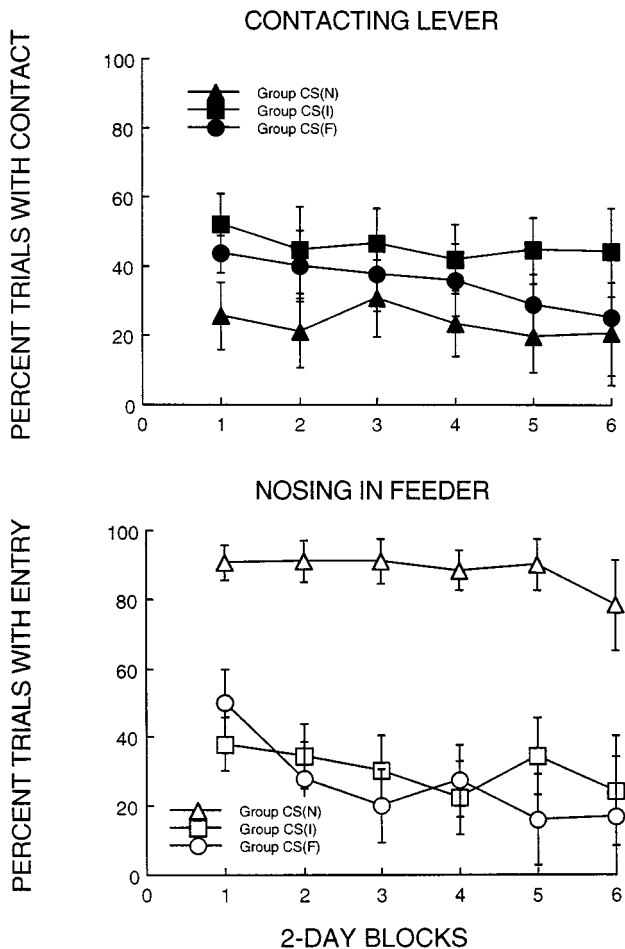 CONTACTING LEVER
PERCENT TRIALS WITH CONTACT
100
80
60
40
20
0
Group CS(N)
Group CS(I)
Group CS(F)
0 1 2 3 4 5 6
NOSING IN FEEDER
PERCENT TRIALS WITH ENTRY
100
80
60
40
20
0
Group CS(N)
Group CS(I)
Group CS(F)
0 1 2 3 4 5 6
2-DAY BLOCKS